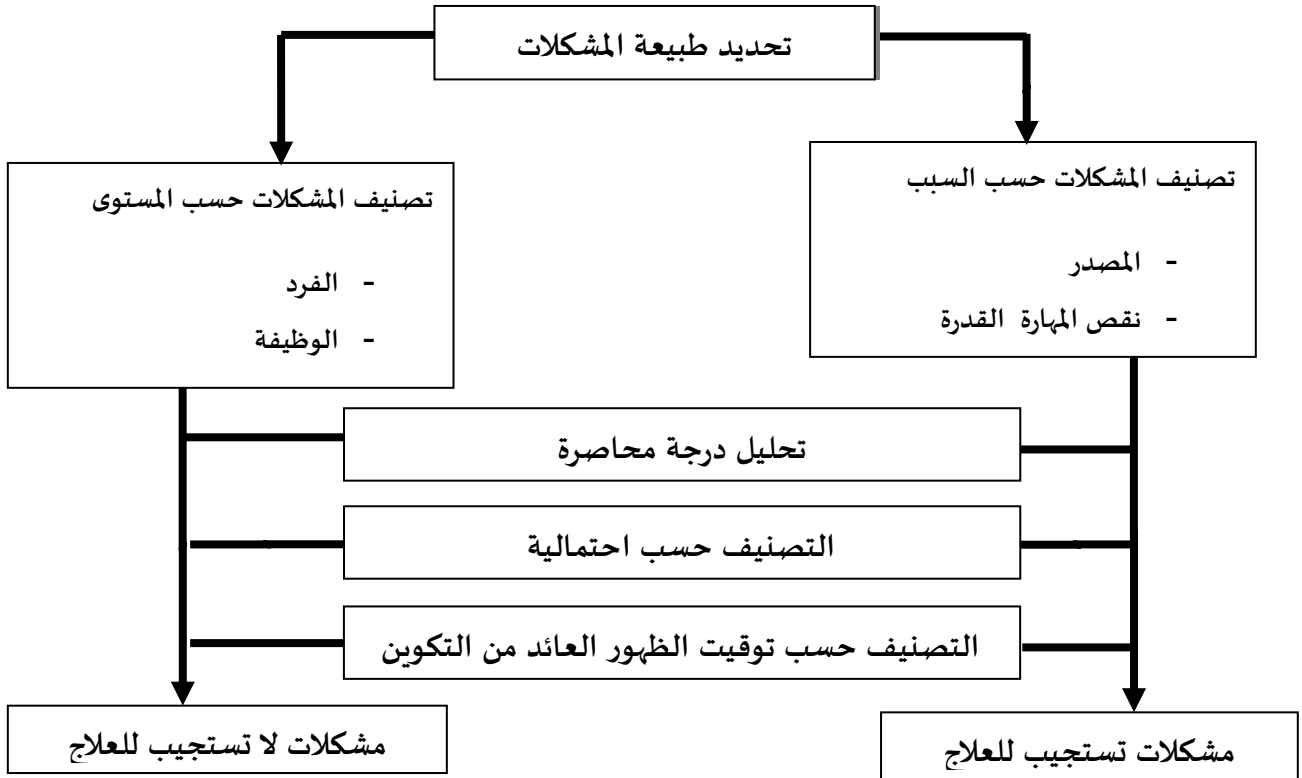 تحديد طبيعة المشكلات
تصنيف المشكلات حسب السبب
- المصدر
- نقص المهارة القدرة
تصنيف المشكلات حسب المستوى
- الفرد
- الوظيفة
تحليل درجة محاصرة
التصنيف حسب احتمالية
التصنيف حسب توقيت الظهور العائد من التكوين
مشكلات تستجيب للعلاج
مشكلات لا تستجيب للعلاج